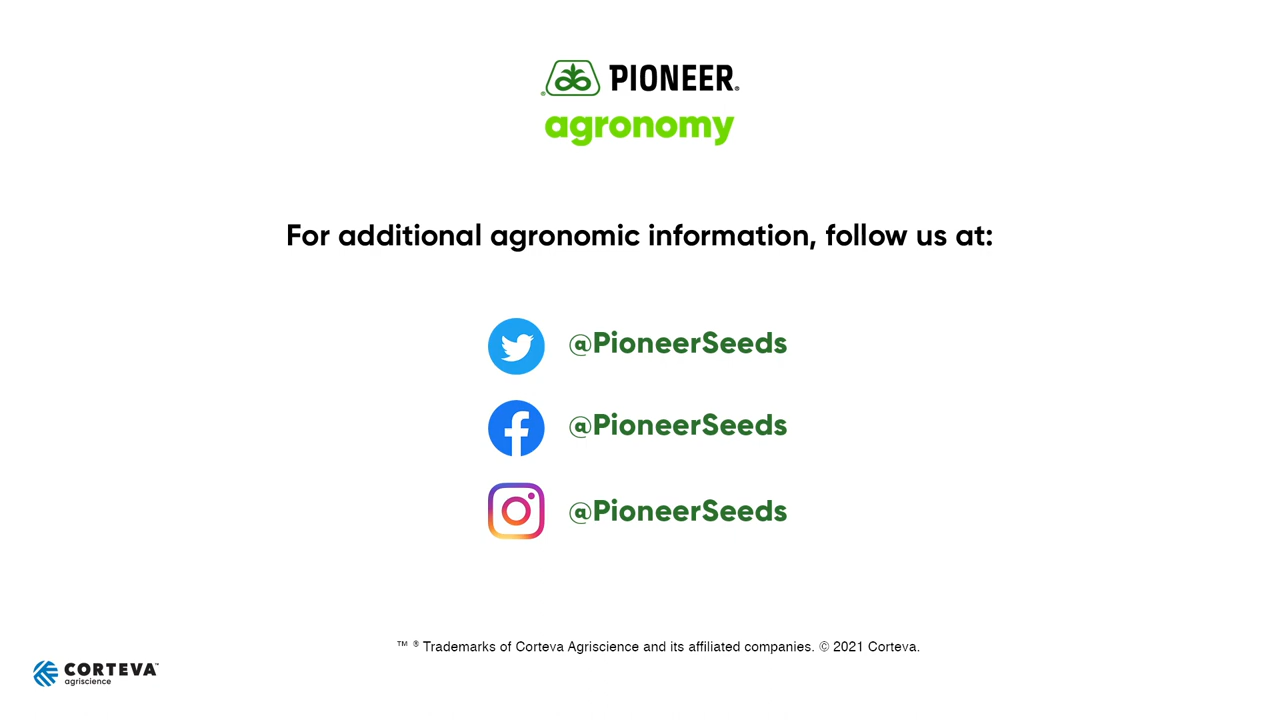 PIONEER®
®
agronomy
For additional agronomic information, follow us at:
@PioneerSeeds
@PioneerSeeds
@PioneerSeeds
™ ® Trademarks of Corteva Agriscience and its affiliated companies. © 2021 Corteva.
CORTEVA™
agriscience